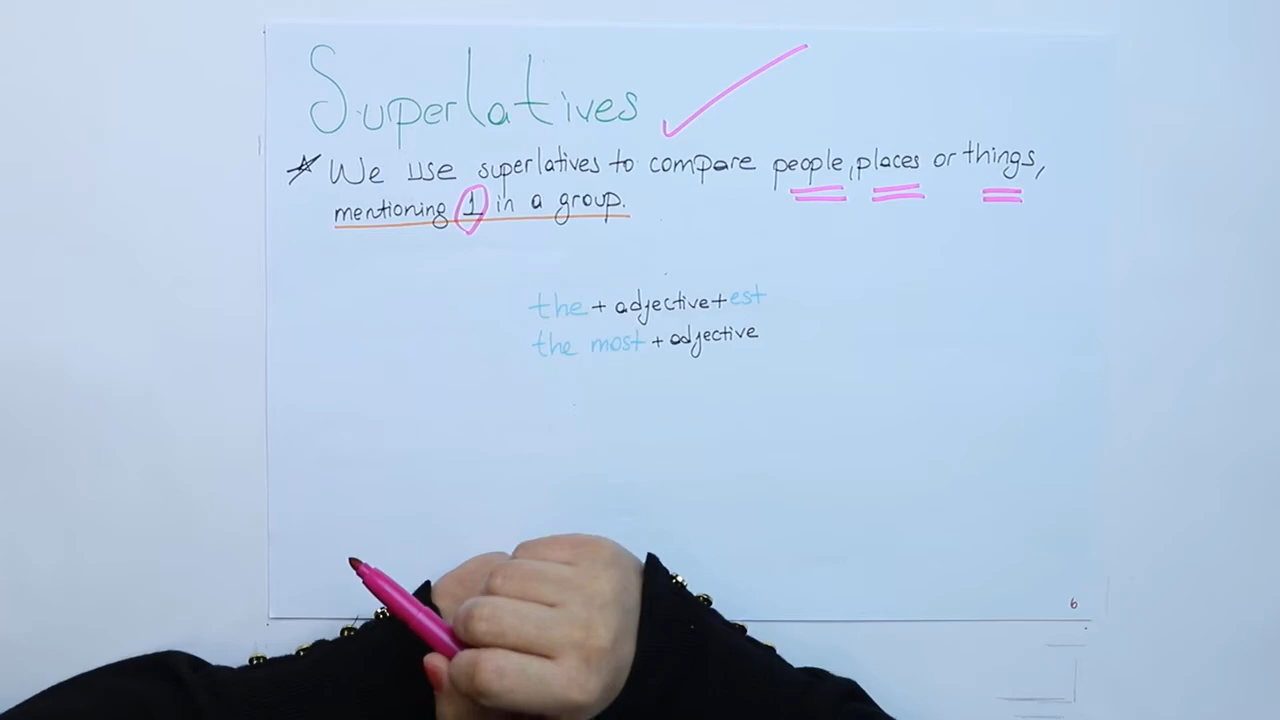 Superlatives
We use superlatives to compare people, places or things,
mentioning 1 in a group.
the + adjective + est
the most + adjective
6